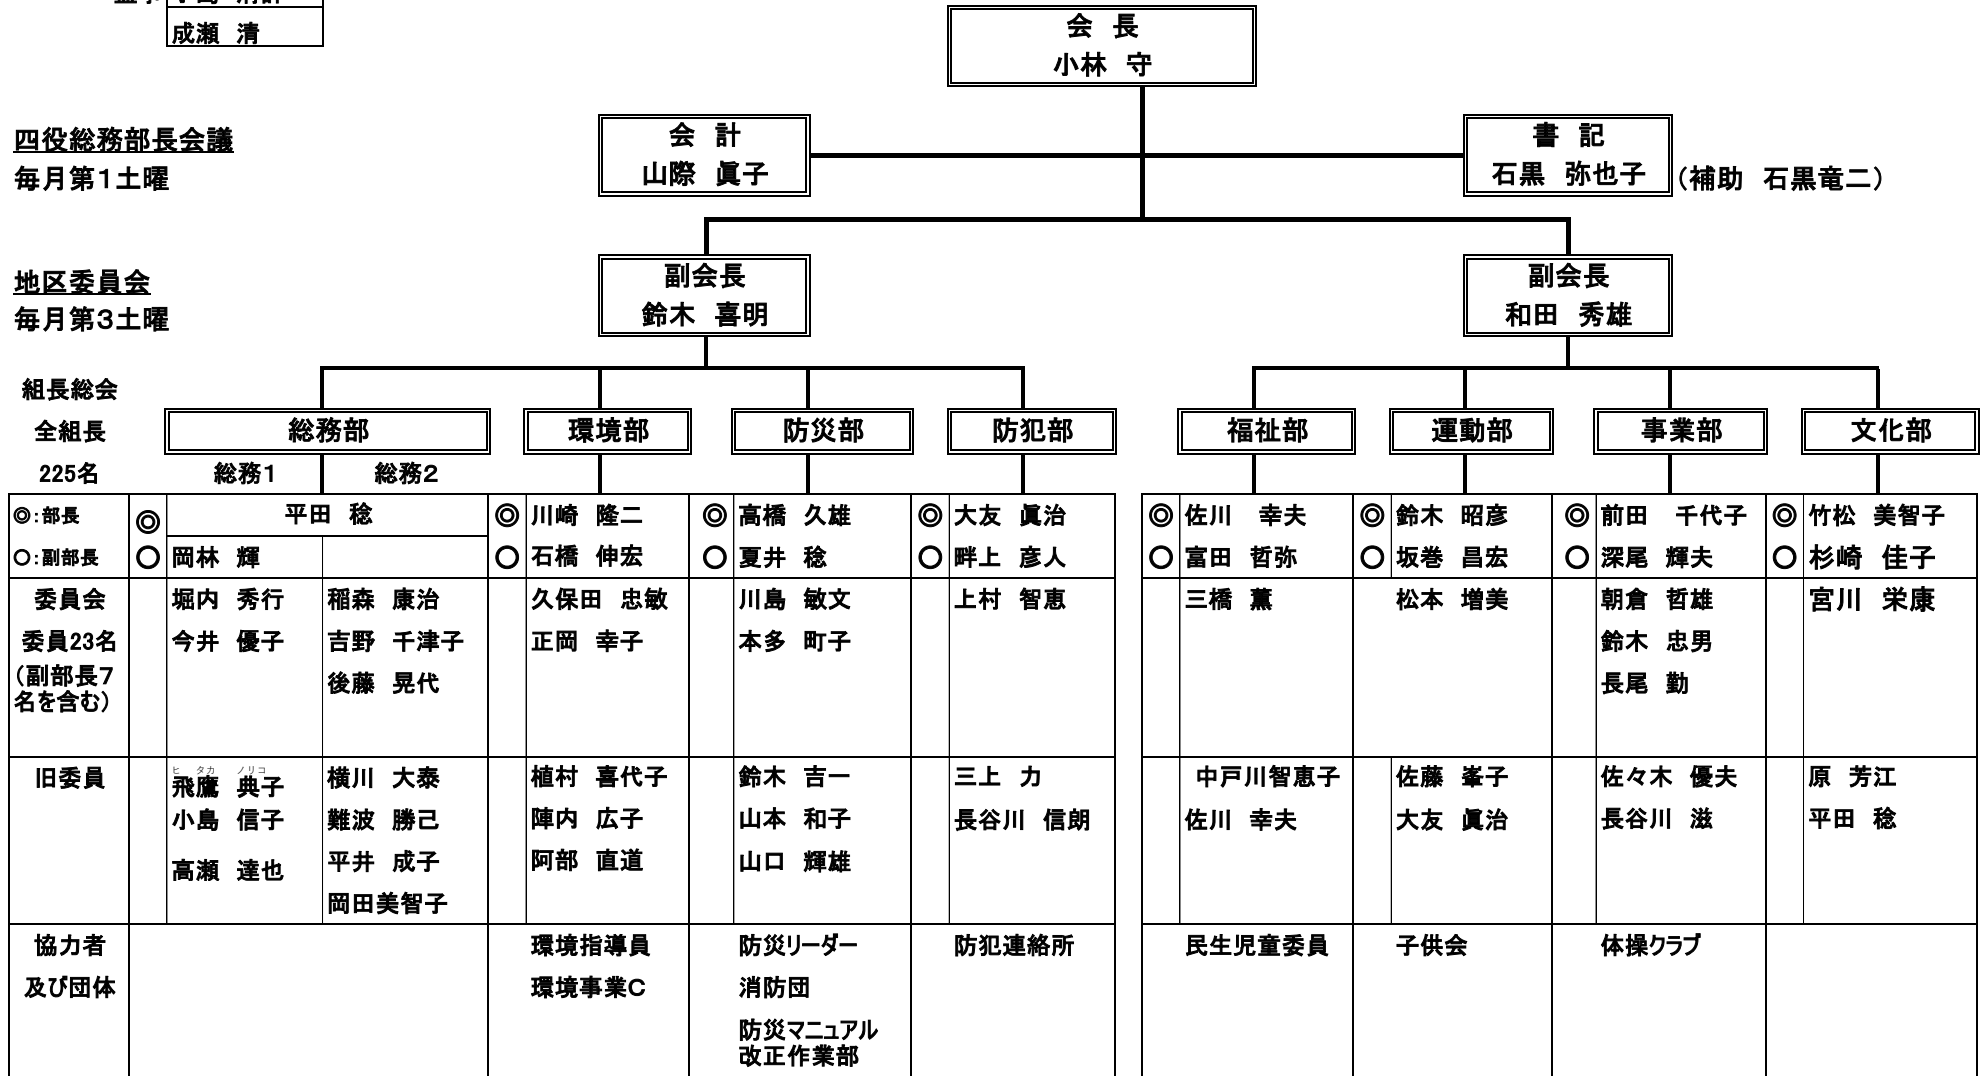 成瀬 清
会 長
小林 守
四役総務部長会議
毎月第1土曜
会 計
山際 眞子
書 記
石黒 弥也子
(補助 石黒竜二)
地区委員会
毎月第3土曜
副会長
鈴木 喜明
副会長
和田 秀雄
組長総会
全組長
225名
総務部 環境部 防災部 防犯部 福祉部 運動部 事業部 文化部
総務1 総務2
◎:部長 ◎ 平田 稔 ◎ 川崎 隆二 ◎ 高橋 久雄 ◎ 大友 眞治 ◎ 佐川 幸夫 ◎ 鈴木 昭彦 ◎ 前田 千代子 ◎ 竹松 美智子
○:副部長 ○ 岡林 輝 ○ 石橋 伸宏 ○ 夏井 稔 ○ 畔上 彦人 ○ 富田 哲弥 ○ 坂巻 昌宏 ○ 深尾 輝夫 ○ 杉崎 佳子
委員会 堀内 秀行 稲森 康治 久保田 忠敏 川島 敏文 上村 智恵 三橋 薫 松本 増美 朝倉 哲雄 宮川 栄康
委員23名 今井 優子 吉野 千津子 正岡 幸子 本多 町子 鈴木 忠男
(副部長7 後藤 晃代 長尾 勤
名を含む)
ヒ タカ ノリコ
旧委員 飛鷹 典子 横川 大泰 植村 喜代子 鈴木 吉一 三上 力 中戸川智恵子 佐藤 峯子 佐々木 優夫 原 芳江
小島 信子 難波 勝己 陣内 広子 山本 和子 長谷川 信朗 佐川 幸夫 大友 眞治 長谷川 滋 平田 稔
高瀬 達也 平井 成子 阿部 直道 山口 輝雄
岡田美智子
協力者 環境指導員 防災リーダー 防犯連絡所 民生児童委員 子供会 体操クラブ
及び団体 環境事業C 消防団
防災マニュアル
改正作業部